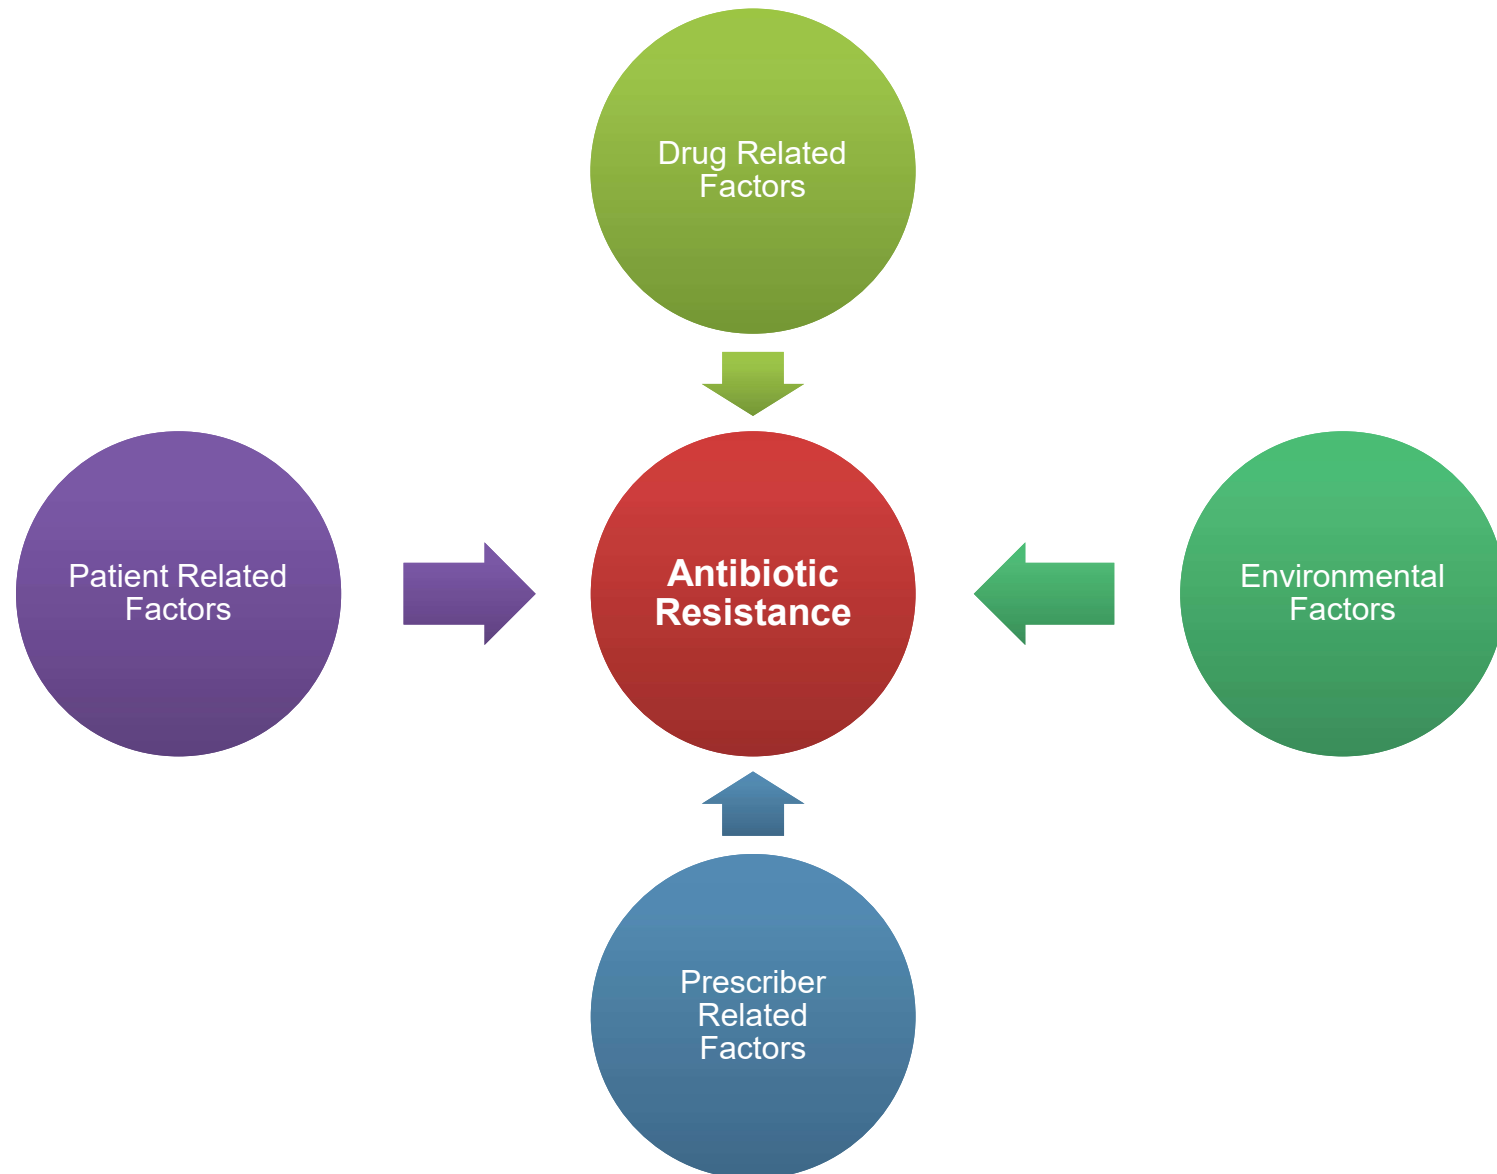 Drug Related
Factors
Patient Related
Factors
Antibiotic
Resistance
Environmental
Factors
Prescriber
Related
Factors